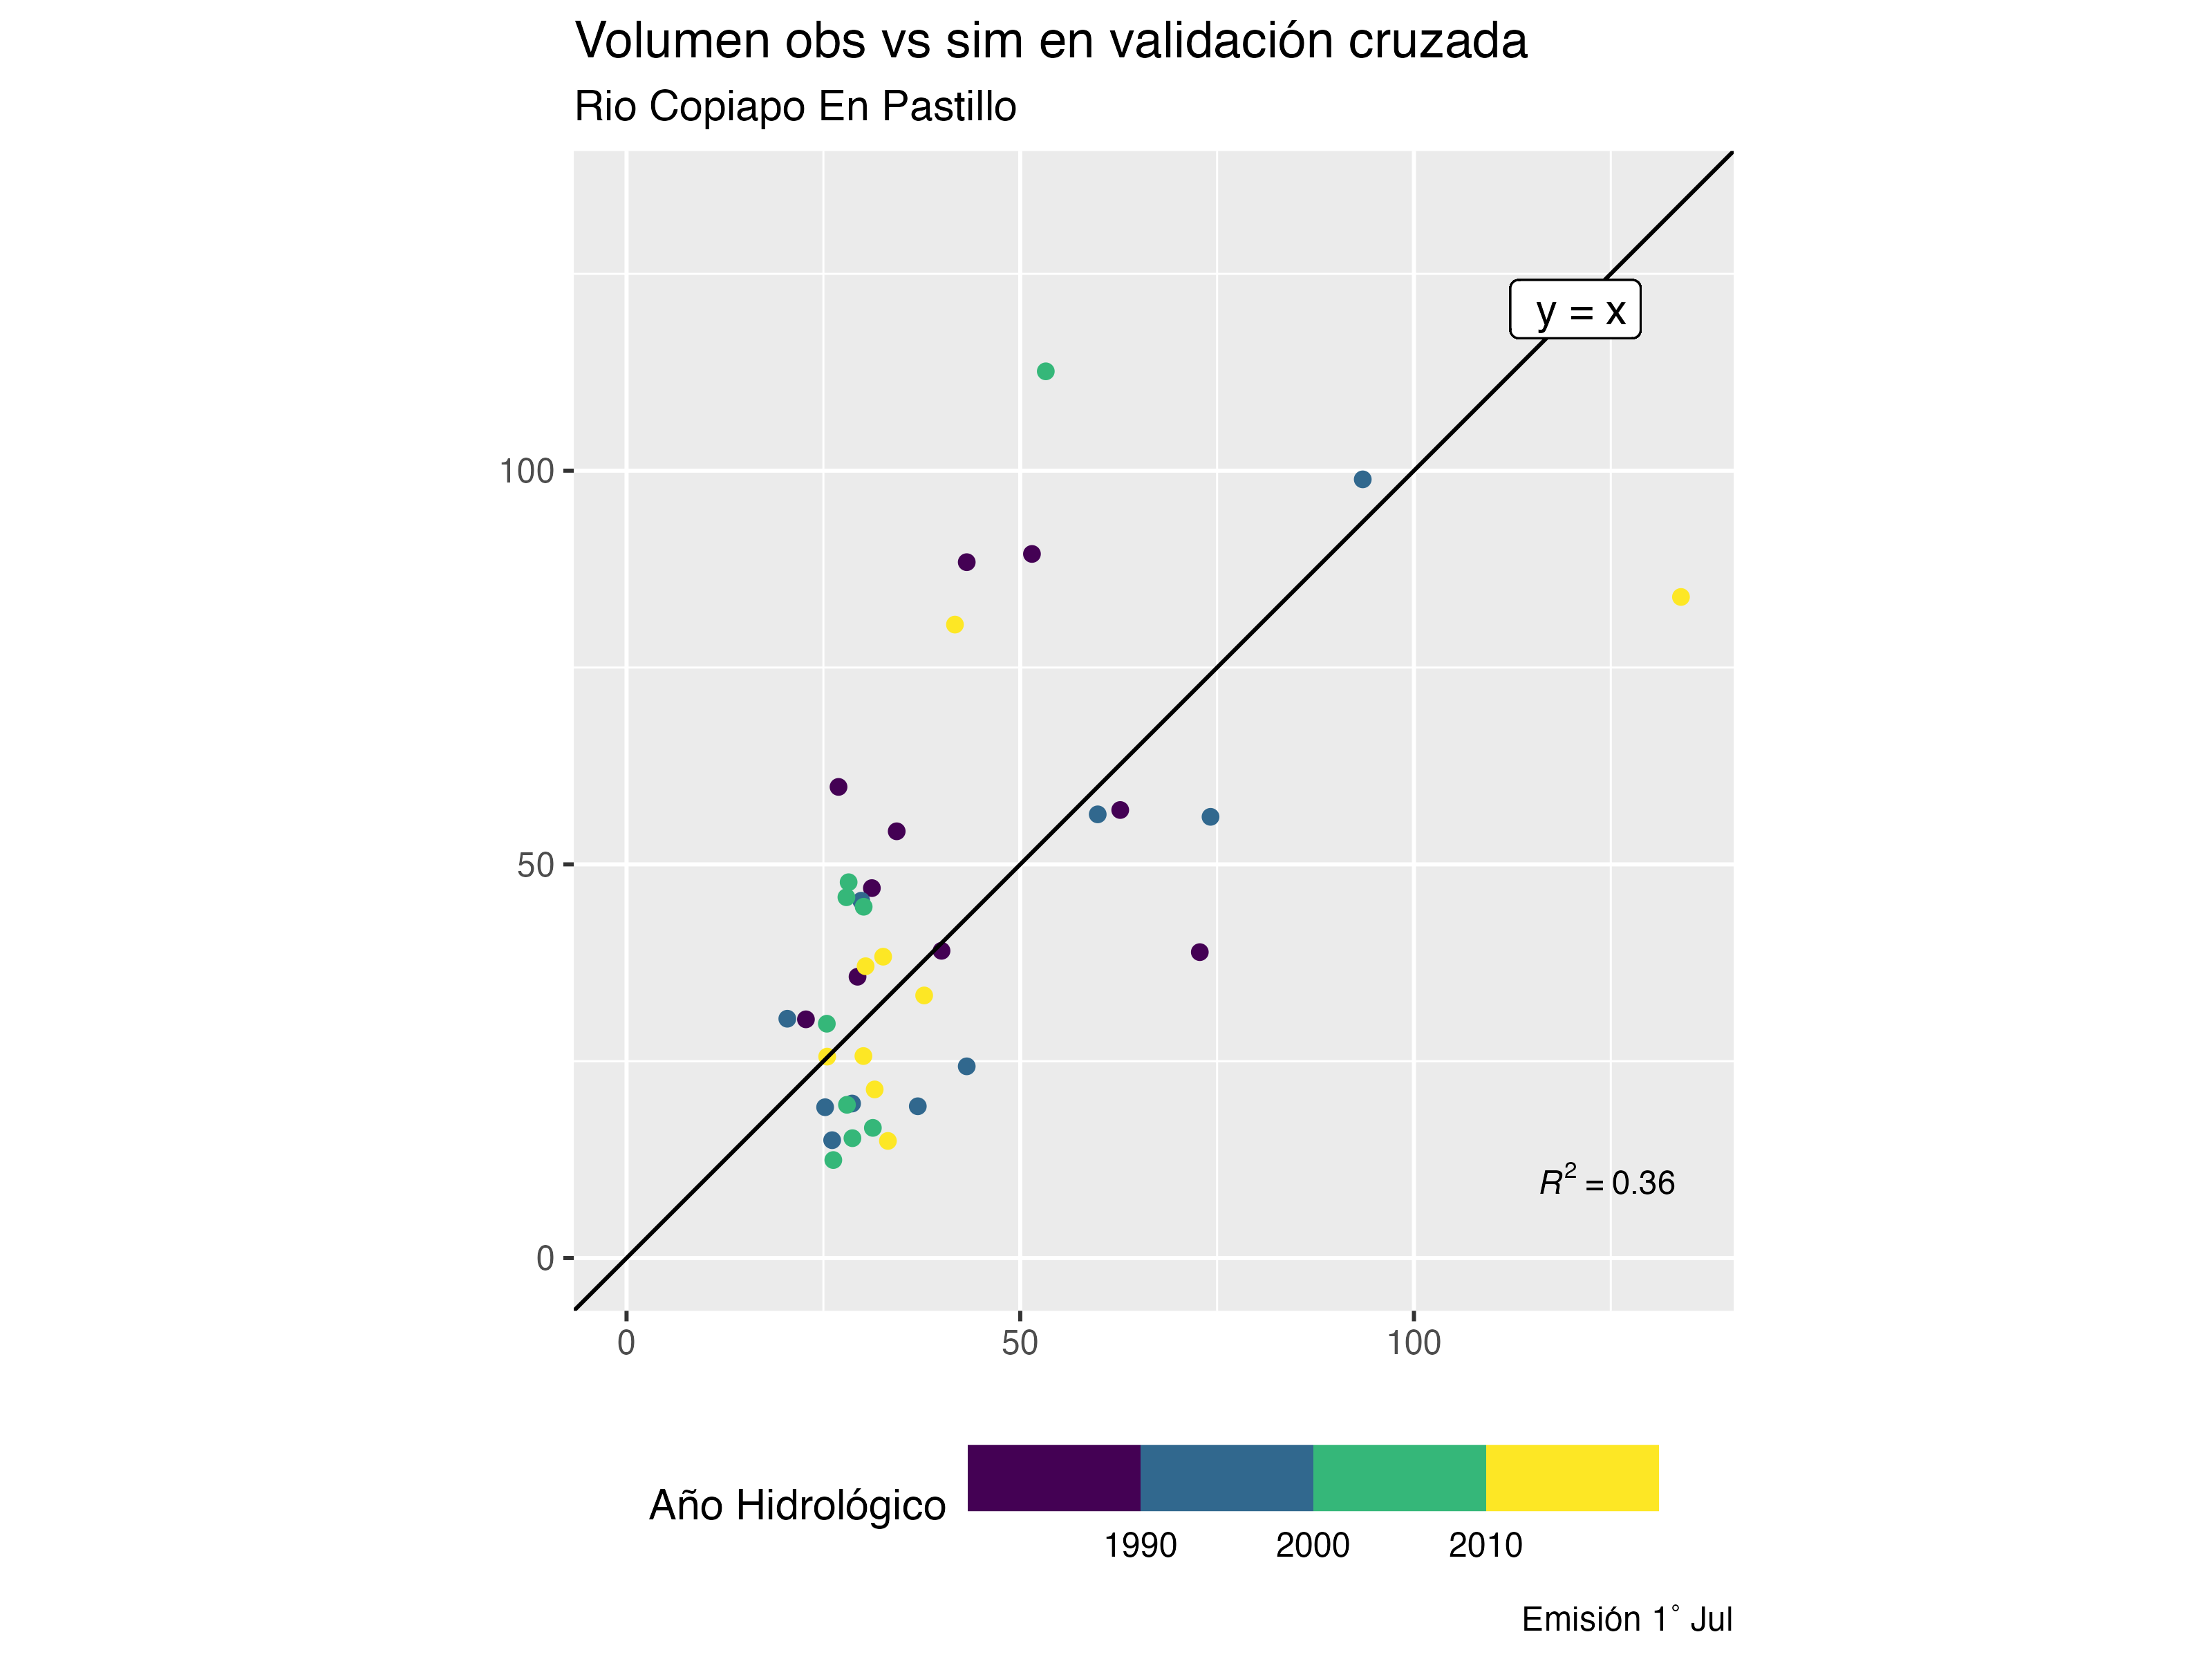 Volumen obs vs sim en validación cruzada
Rio Copiapo En Pastillo
y = x
100
50
0
R² = 0.36
0 50 100
Año Hidrológico
1990 2000 2010
Emisión 1° Jul